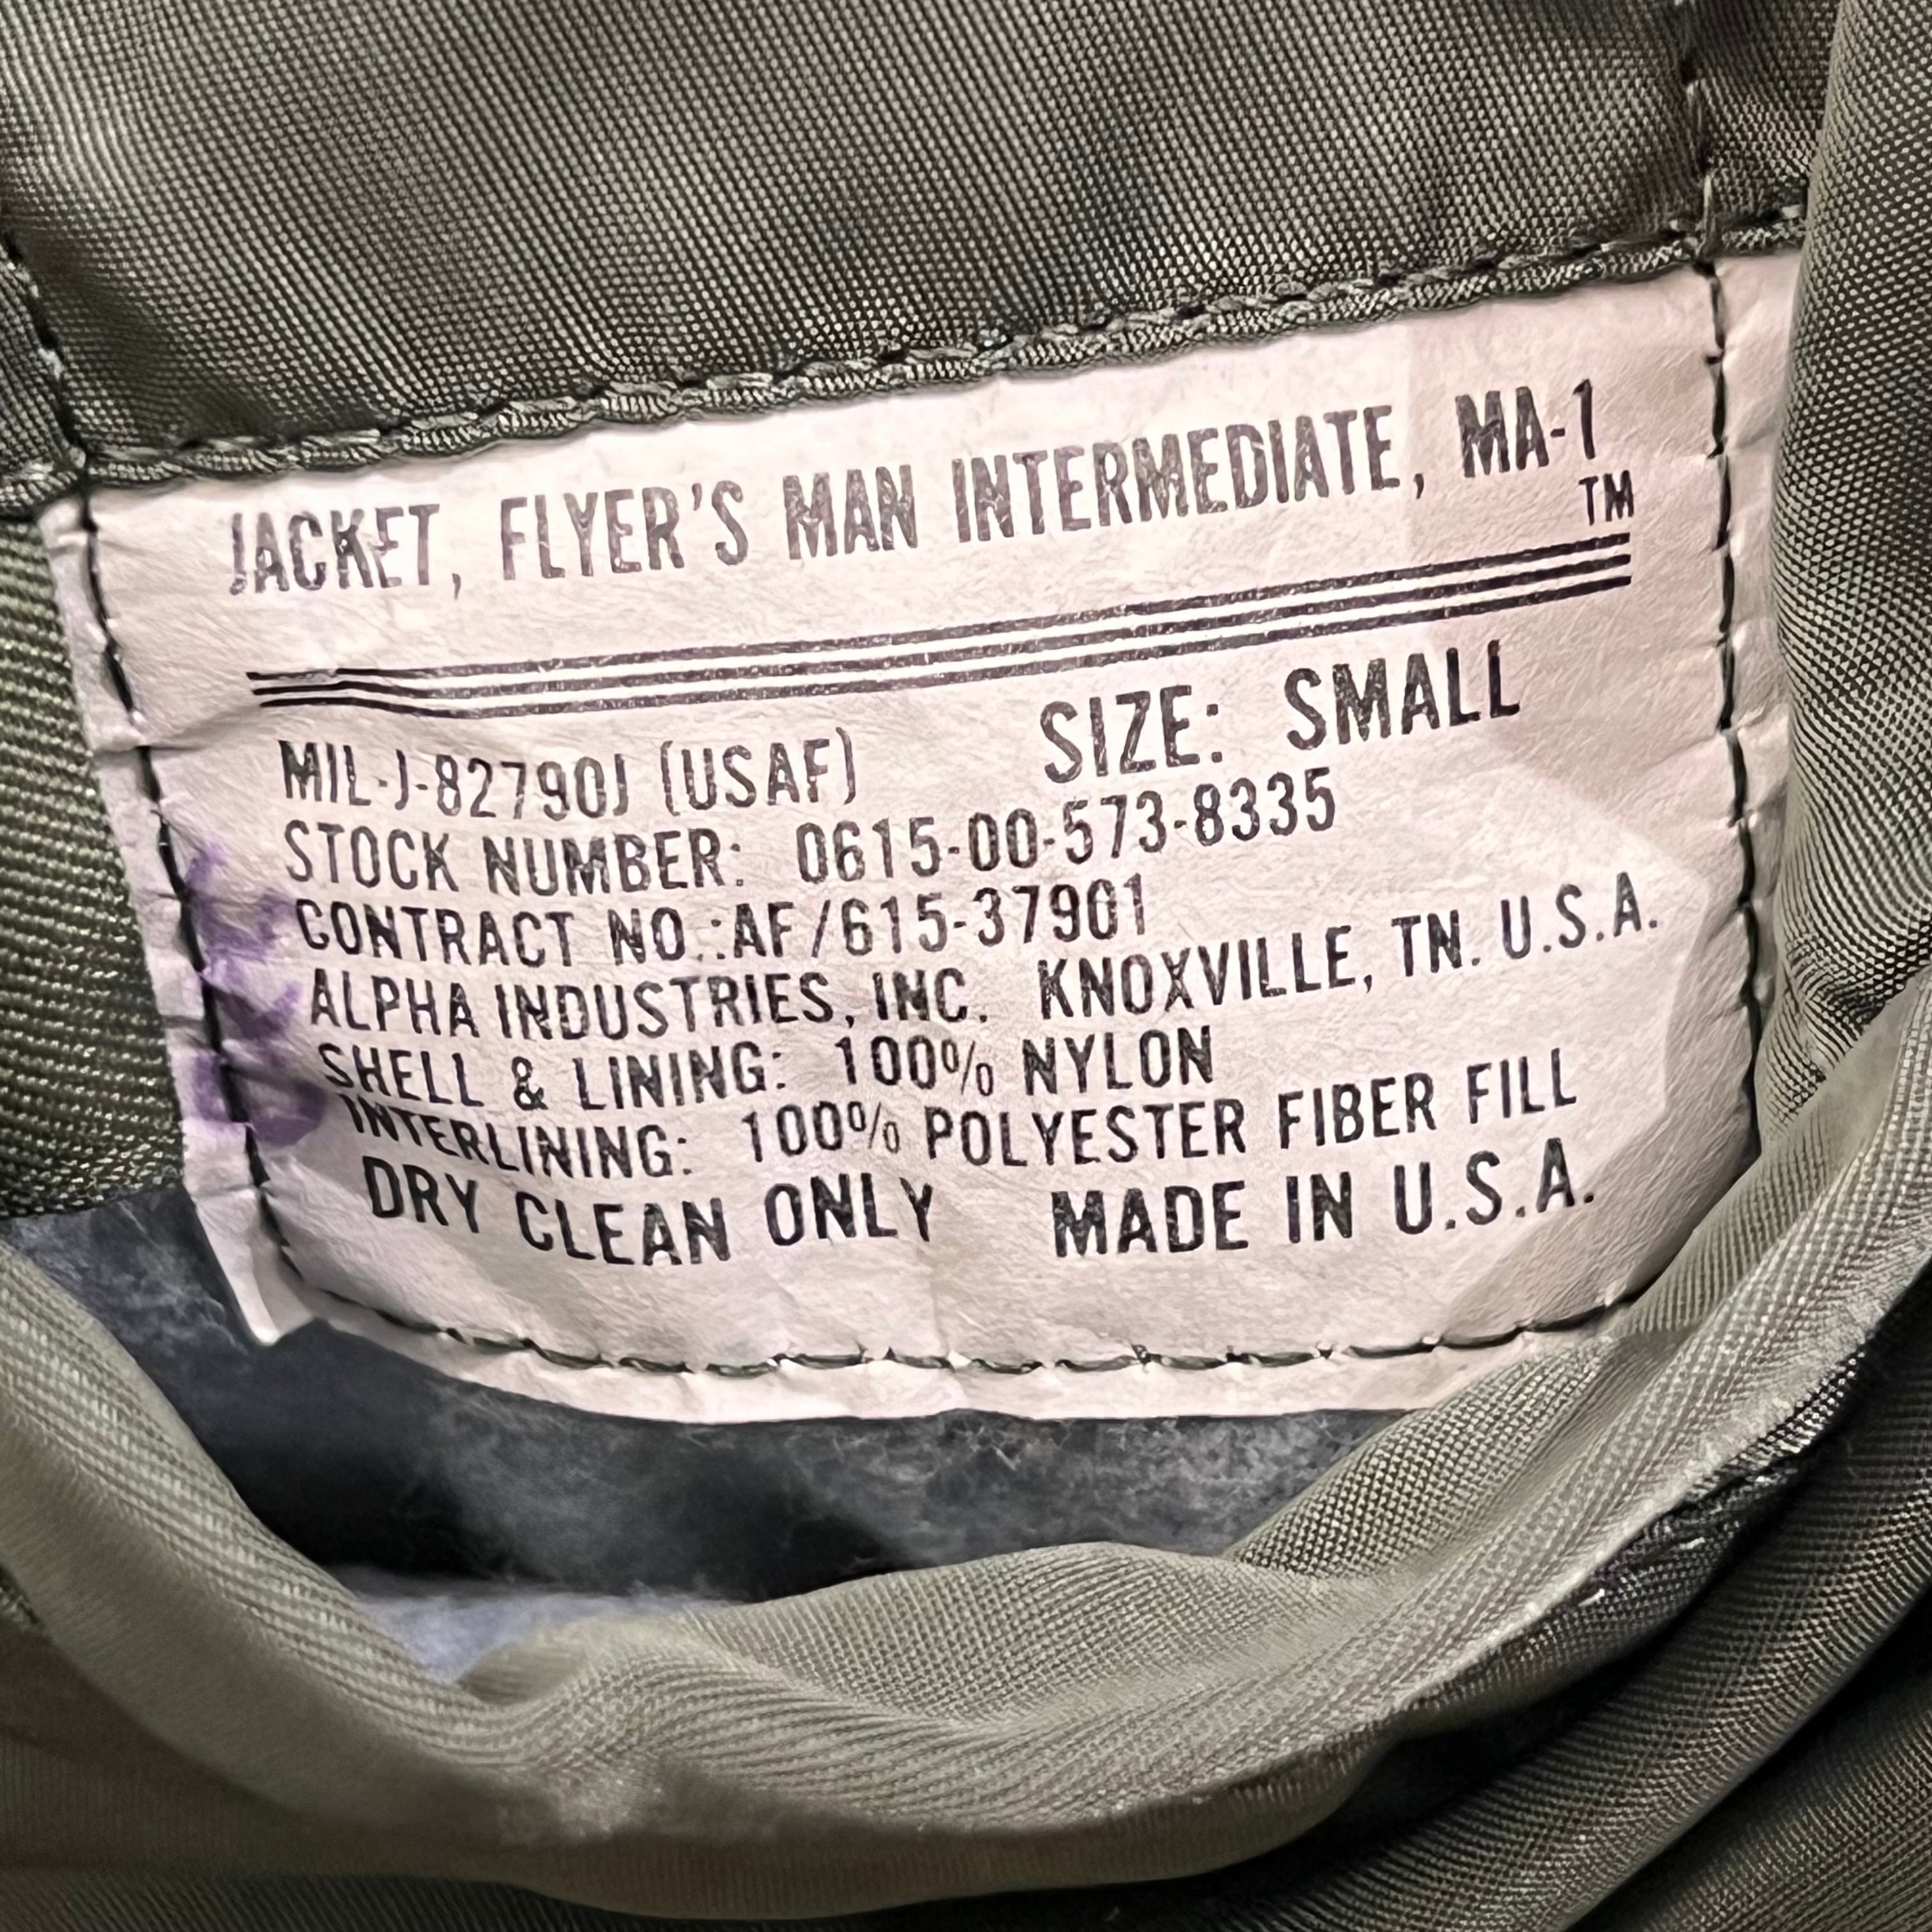 JACKET, FLYER'S MAN INTERMEDIATE, MA-1
TM
MIL-J-82790J (USAF) SIZE: SMALL
STOCK NUMBER: 0615-00-573-8335
CONTRACT NO.:AF/615-37901
ALPHA INDUSTRIES, INC. KNOXVILLE, TN. U.S.A.
SHELL & LINING: 100% NYLON
INTERLINING: 100% POLYESTER FIBER FILL
DRY CLEAN ONLY MADE IN U.S.A.